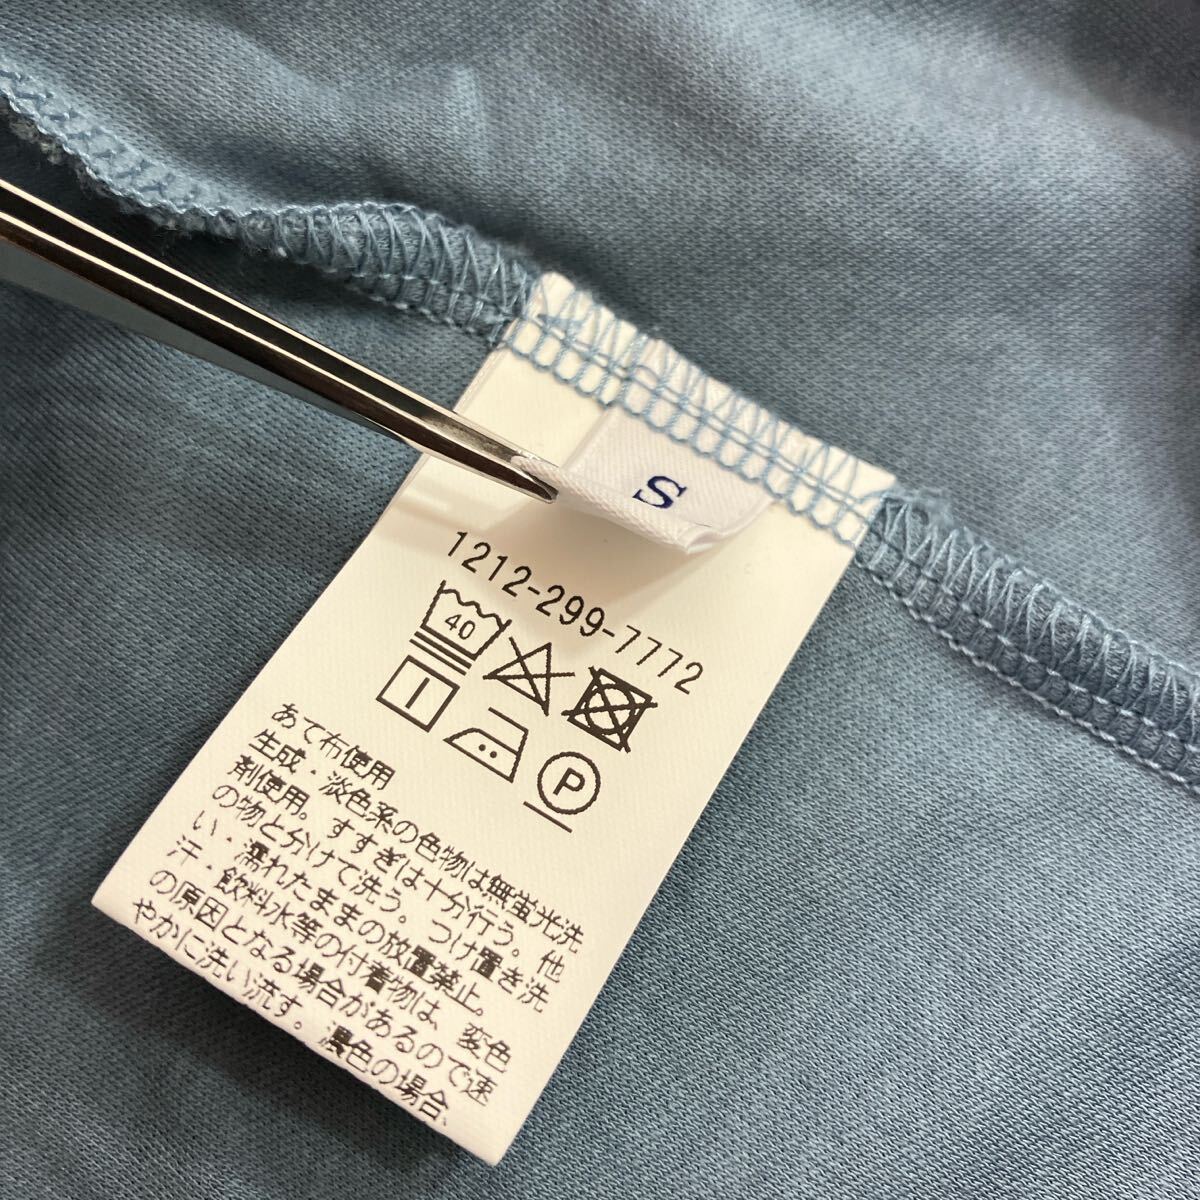 S
1212-299-7772
40
P
あて布使用
生成・淡色系の色物は無蛍光洗
剤使用。すすぎは十分行う。他
の物と分けて洗う。つけ置き洗
い・濡れたままの放置禁止。
汗・飲料水等の付着物は、変色
の原因となる場合があるので速
やかに洗い流す。濃色の場合、